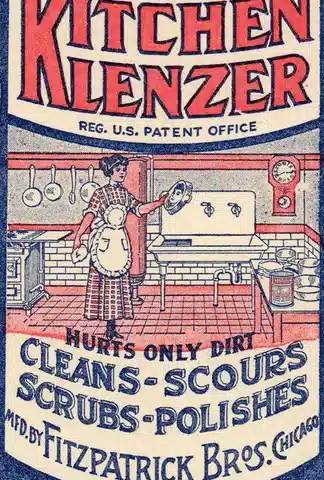 KITCHEN
KLENZER
REG. U.S. PATENT OFFICE
HURTS ONLY DIRT
CLEANS-SCOURS
SCRUBS-POLISHES
MFD. BY FITZPATRICK BROS. CHICAGO